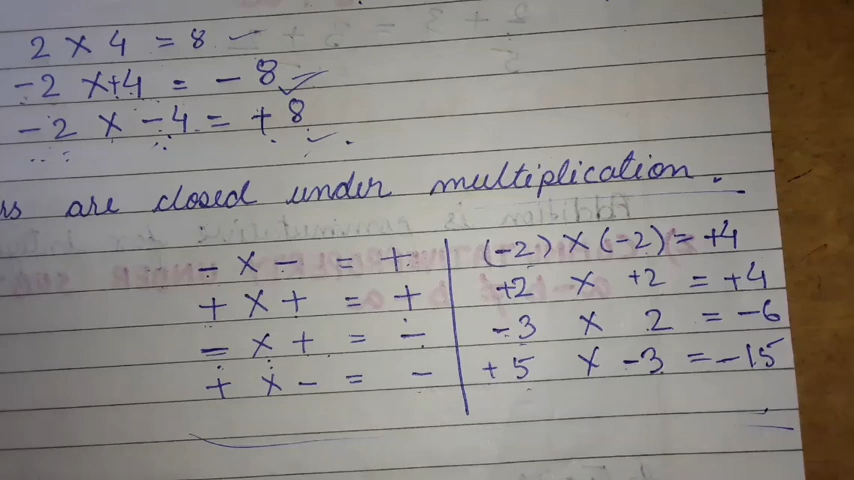 2 × 4 = 8
-2 × +4 = -8
-2 × -4 = +8
rs are closed under multiplication.
- × - = + | (-2) × (-2) = +4
+ × + = + | +2 × +2 = +4
- × + = - | -3 × 2 = -6
+ × - = - | +5 × -3 = -15